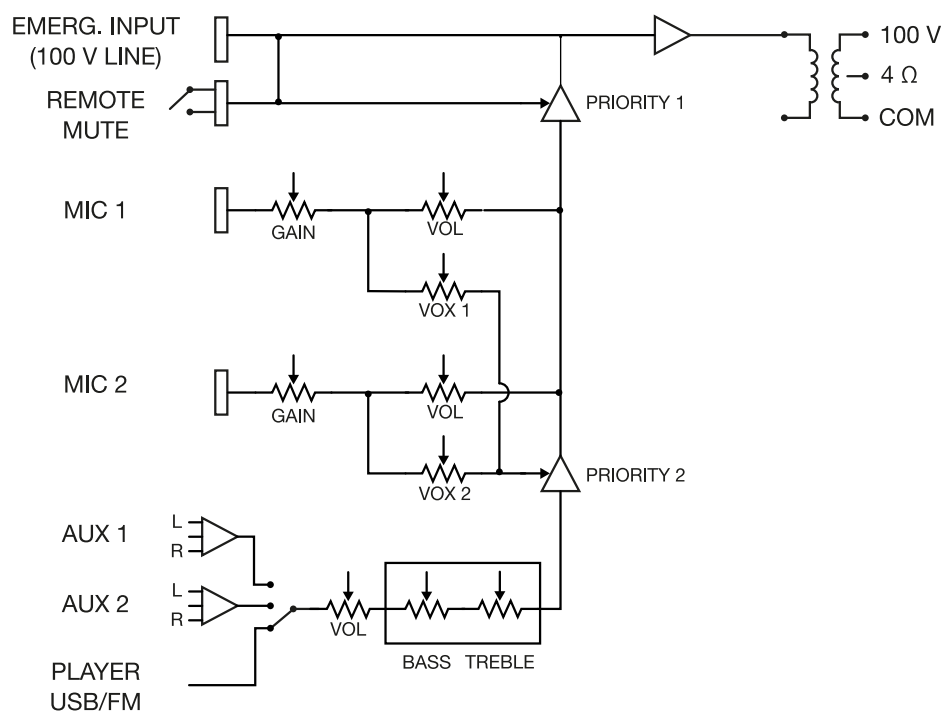 EMERG. INPUT
(100 V LINE)
100 V
4 Ω
COM
REMOTE
MUTE
PRIORITY 1
MIC 1
GAIN
VOL
VOX 1
MIC 2
GAIN
VOL
VOX 2
PRIORITY 2
AUX 1
L
R
AUX 2
L
R
VOL
BASS TREBLE
PLAYER
USB/FM